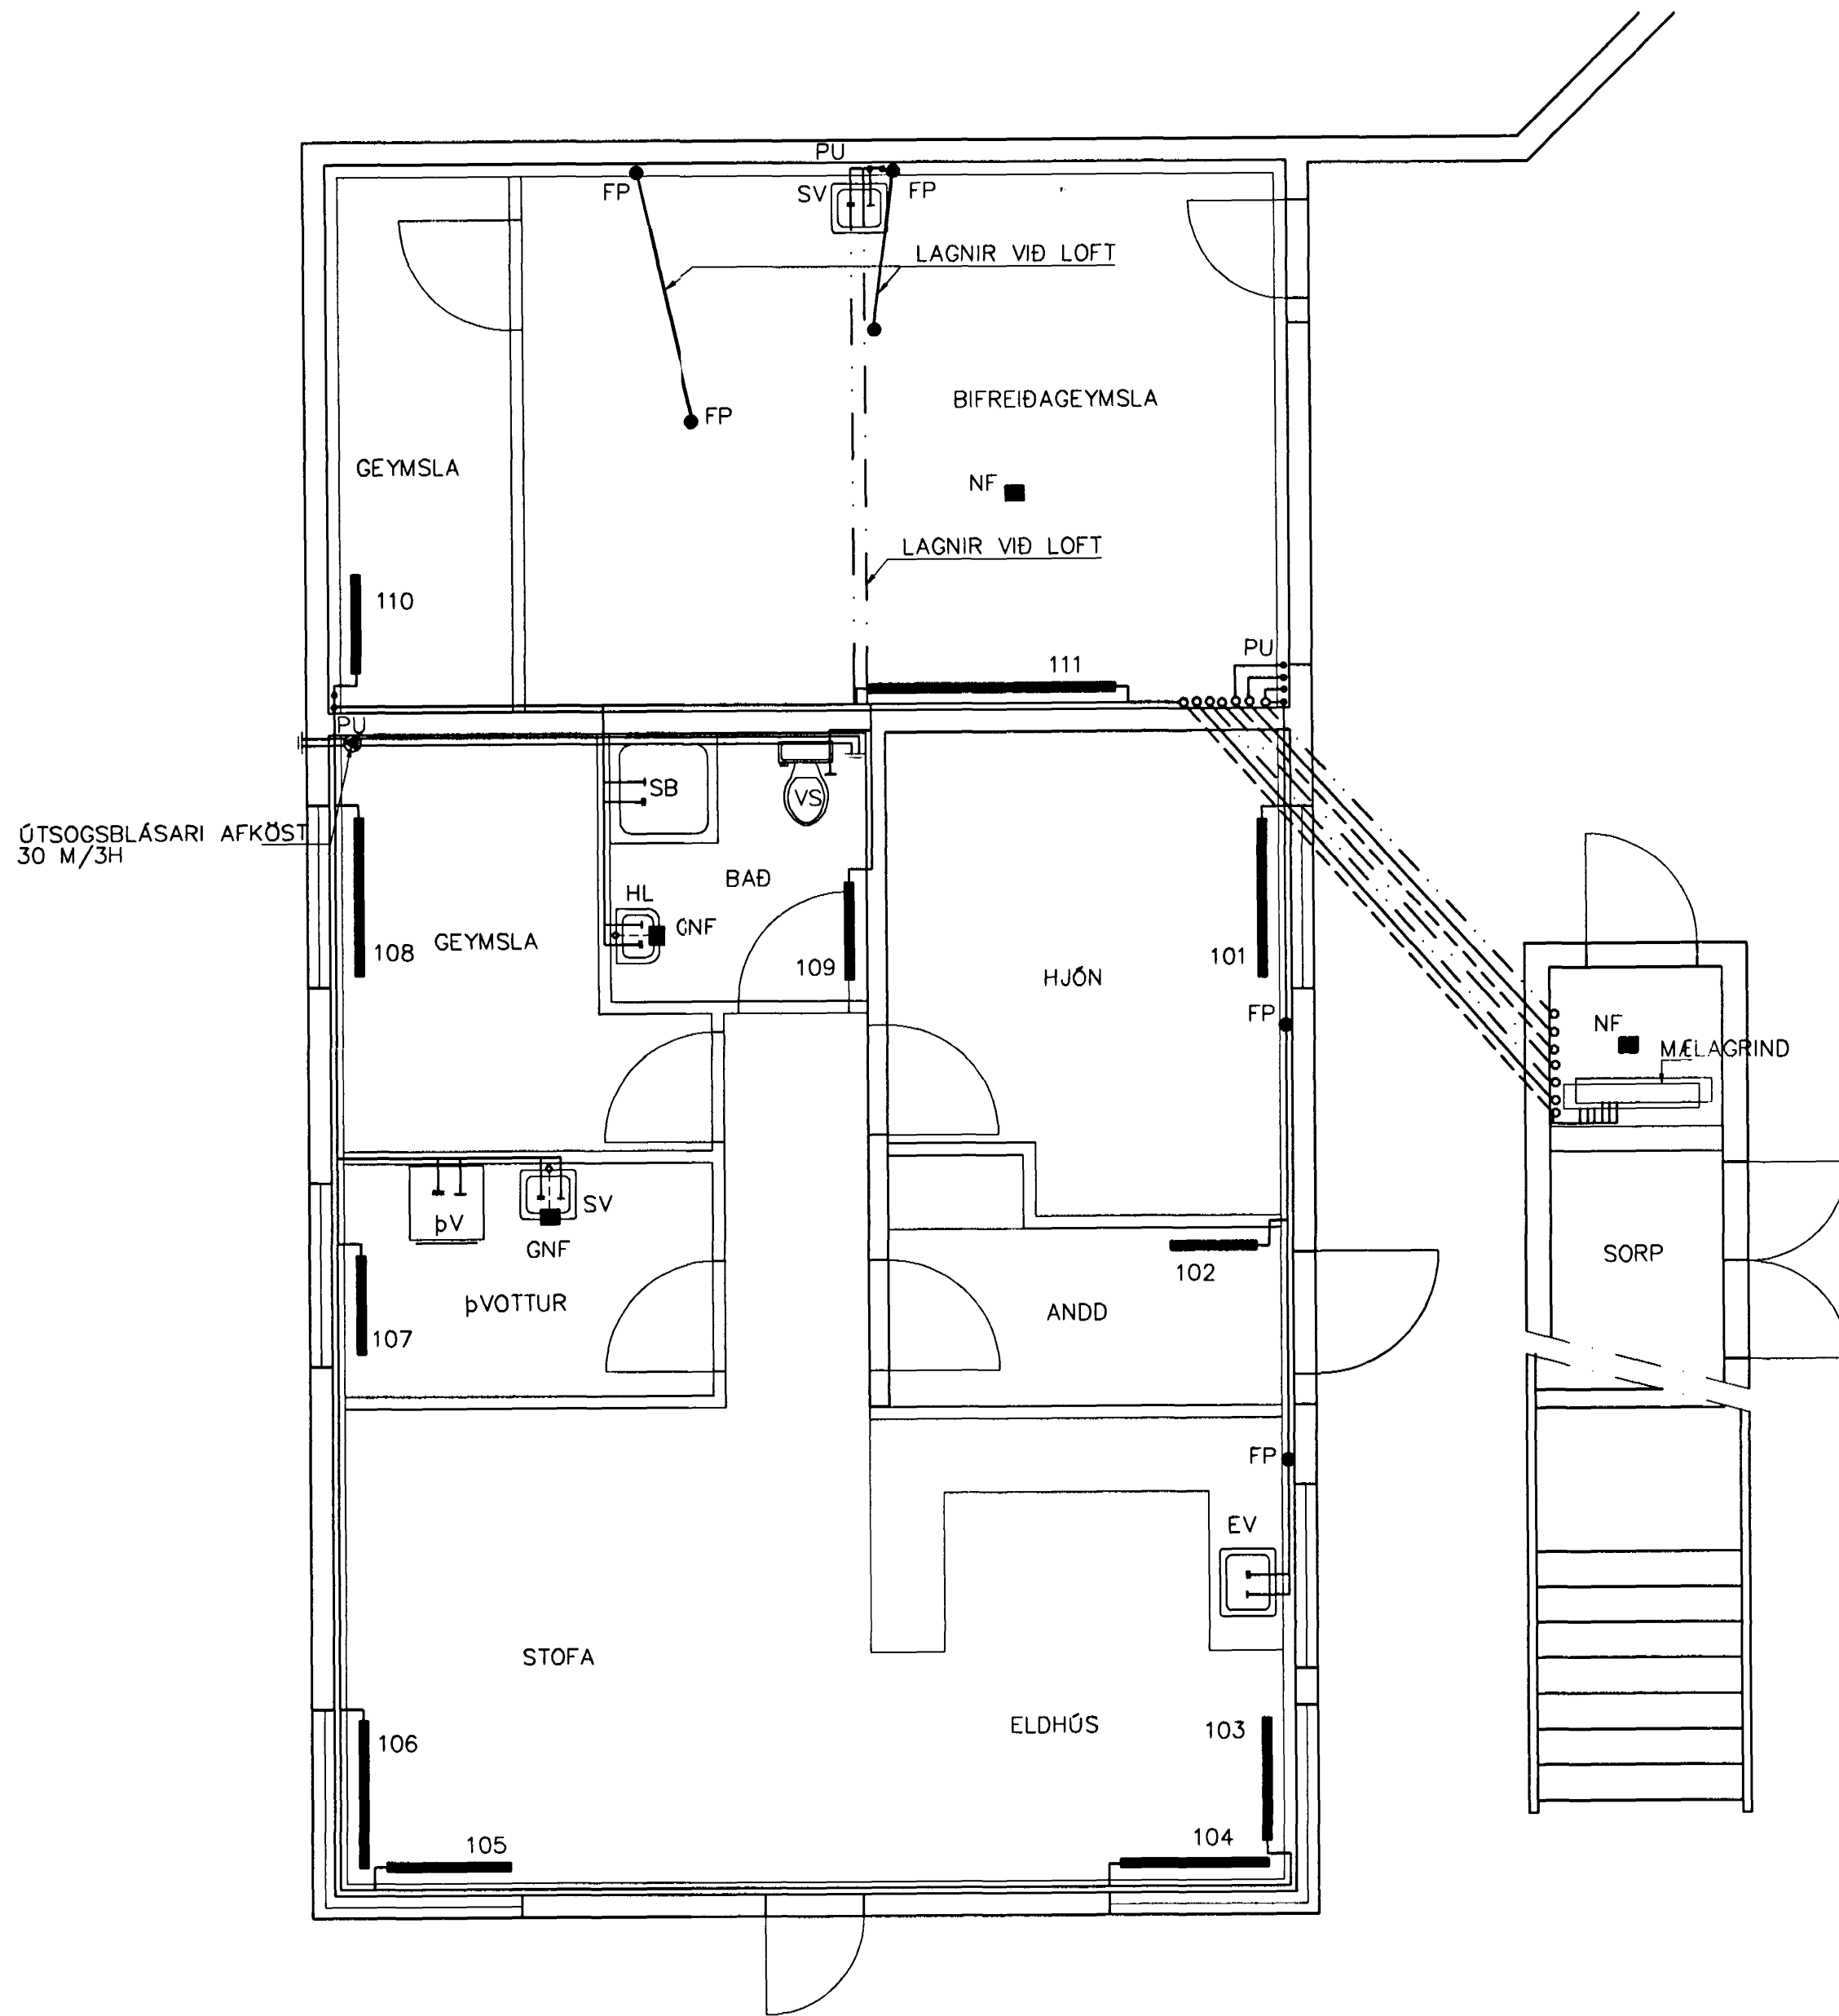 PU
FP
SV
FP
LAGNIR VIÐ LOFT
BIFREIÐAGEYMSLA
FP
GEYMSLA
NF
LAGNIR VIÐ LOFT
110
PU
111
PU
SB
VS
ÚTSOGSBLÁSARI AFKÖST
30 M/3H
BAÐ
HL
GNF
GEYMSLA
108
109
101
HJÓN
FP
NF
MÆLAGRIND
ÞV
SV
GNF
SORP
102
ÞVOTTUR
ANDD
107
FP
EV
STOFA
ELDHÚS
103
106
105
104